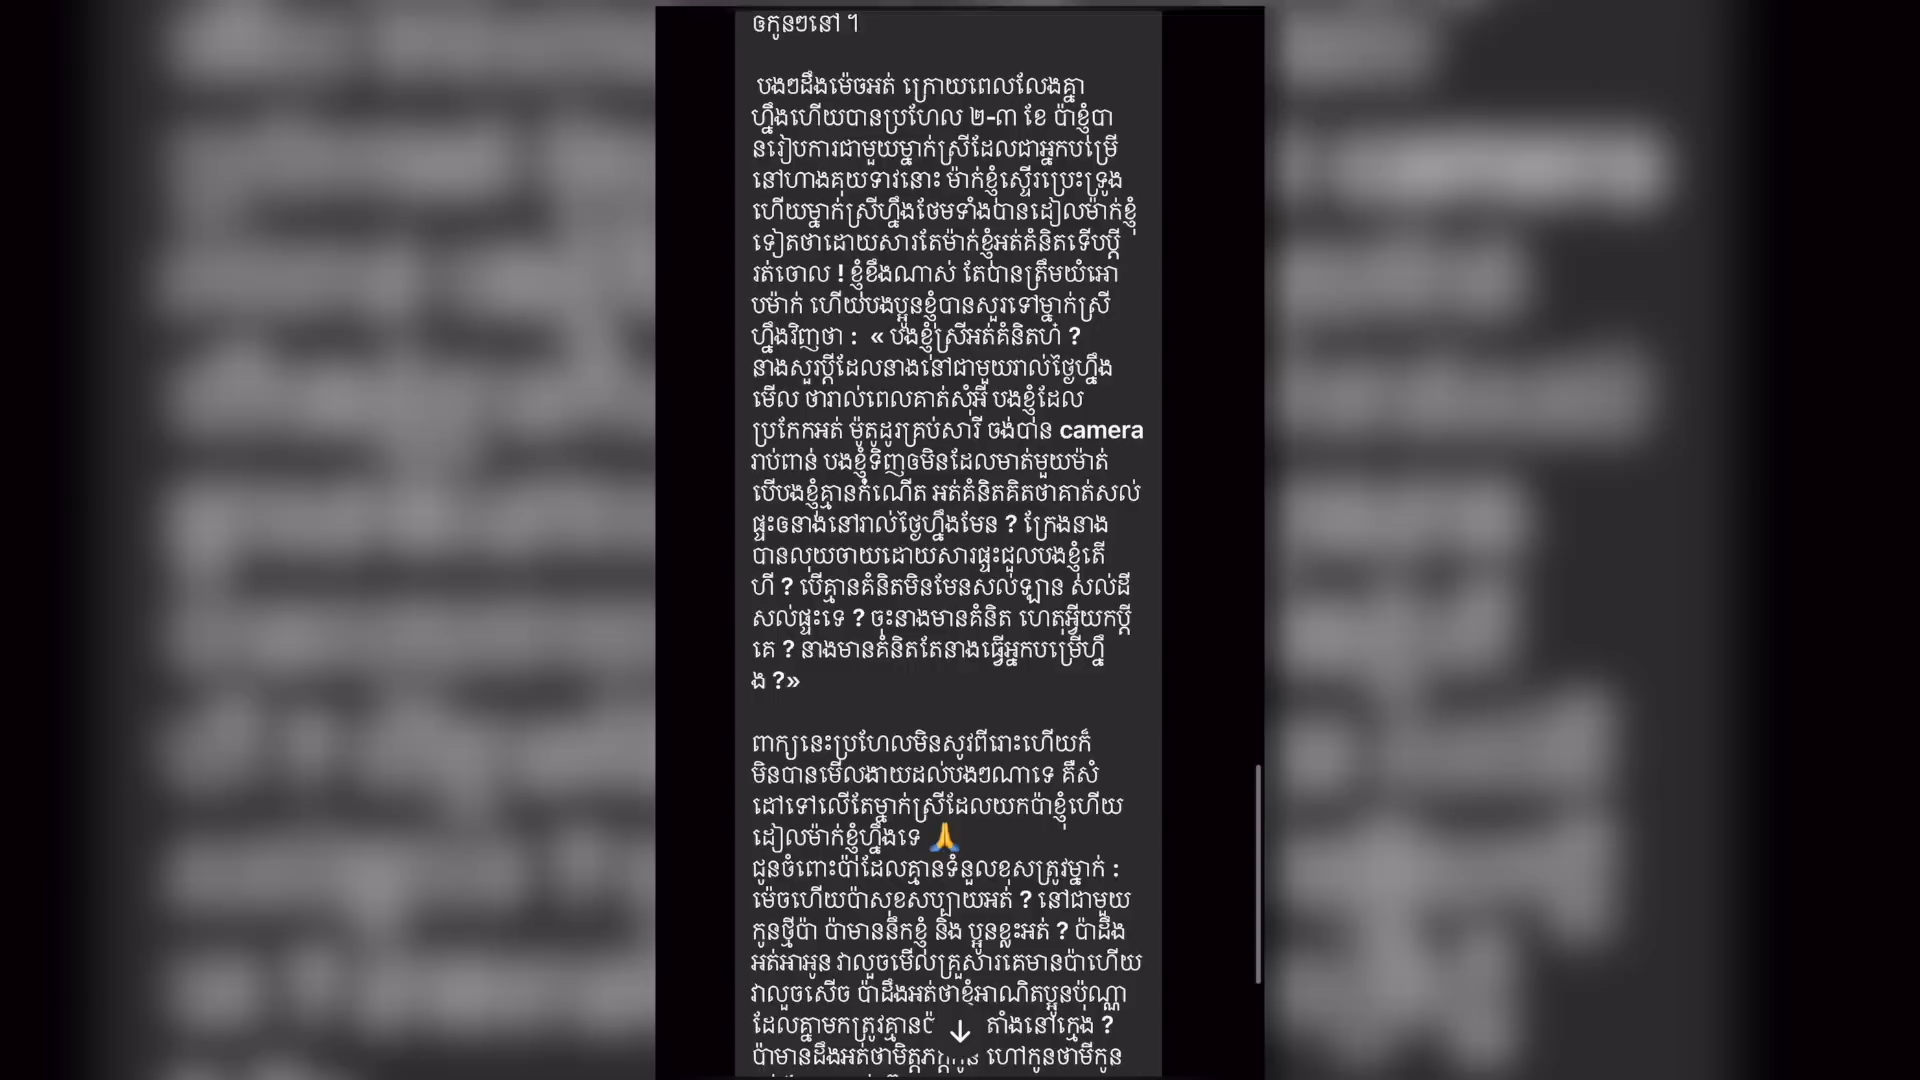 ឲកូនៗនៅ ។
បងៗដឹងម៉េចអត់ ក្រោយពេលលែងគ្នា
ហ្នឹងហើយបានប្រហែល ២-៣ ខែ ប៉ាខ្ញុំបា
នរៀបការជាមួយម្នាក់ស្រីដែលជាអ្នកបម្រើ
នៅហាងគុយទាវនោះ ម៉ាក់ខ្ញុំស្ទើរប្រេះទ្រូង
ហើយម្នាក់ស្រីហ្នឹងថែមទាំងបានដៀលម៉ាក់ខ្ញុំ
ទៀតថាដោយសារតែម៉ាក់ខ្ញុំអត់គំនិតទើបប្ដី
រត់ចោល ! ខ្ញុំខឹងណាស់ តែបានត្រឹមយំអោ
បម៉ាក់ ហើយបងប្អូនខ្ញុំបានសួរទៅម្នាក់ស្រី
ហ្នឹងវិញថា : « បងខ្ញុំស្រីអត់គំនិតហ៎ ?
នាងសួរប្ដីដែលនាងនៅជាមួយរាល់ថ្ងៃហ្នឹង
មើល ថារាល់ពេលគាត់សុំអី បងខ្ញុំដែល
ប្រកែកអត់ ម៉ូតូដូរគ្រប់សារី ចង់បាន camera
រាប់ពាន់ បងខ្ញុំទិញឲមិនដែលមាត់មួយម៉ាត់
បើបងខ្ញុំគ្មានកំណើត អត់គំនិតគិតថាគាត់សល់
ផ្ទះឲនាងនៅរាល់ថ្ងៃហ្នឹងមែន ? ក្រែងនាង
បានលុយចាយដោយសារផ្ទះជួលបងខ្ញុំតើ
ហី ? បើគ្មានគំនិតមិនមែនសល់ឡាន សល់ដី
សល់ផ្ទះទេ ? ចុះនាងមានគំនិត ហេតុអ្វីយកប្ដី
គេ ? នាងមានគំនិតតែនាងធ្វើអ្នកបម្រើហ្នឹ
ង ?»
ពាក្យនេះប្រហែលមិនសូវពីរោះហើយក៏
មិនបានមើលងាយដល់បងៗណាទេ គឺសំ
ដៅទៅលើតែម្នាក់ស្រីដែលយកប៉ាខ្ញុំហើយ
ដៀលម៉ាក់ខ្ញុំហ្នឹងទេ 🙏
ជូនចំពោះប៉ាដែលគ្មានទំនួលខុសត្រូវម្នាក់ :
ម៉េចហើយប៉ាសុខសប្បាយអត់ ? នៅជាមួយ
កូនថ្មីប៉ា ប៉ាមាននឹកខ្ញុំ និង ប្អូនខ្លះអត់ ? ប៉ាដឹង
អត់អាអូន វាលួចមើលគ្រួសារគេមានប៉ាហើយ
វាលួចសើច ប៉ាដឹងអត់ថាខ្ញុំអាណិតប្អូនប៉ុណ្ណា
ដែលគ្នាមកត្រូវគ្មាន តាំងនៅក្មេង ?
ប៉ាមានដឹងអត់ថាមិត្តភក្តកូន ហៅកូនថាមីកូន